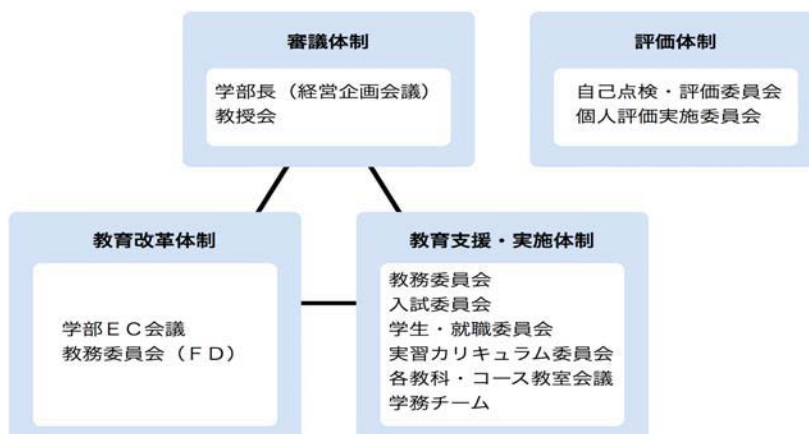 審議体制
学部長（経営企画会議）
教授会
評価体制
自己点検・評価委員会
個人評価実施委員会
教育改革体制
学部ＥＣ会議
教務委員会（ＦＤ）
教育支援・実施体制
教務委員会
入試委員会
学生・就職委員会
実習カリキュラム委員会
各教科・コース教室会議
学務チーム